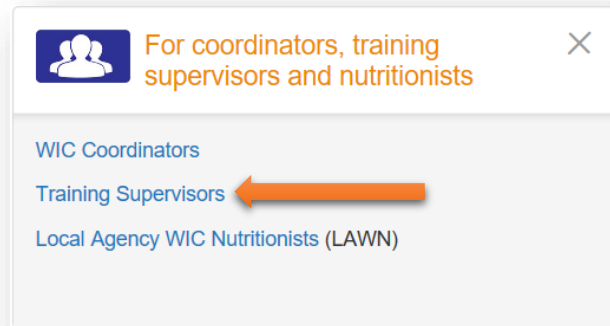 For coordinators, training
supervisors and nutritionists
WIC Coordinators
Training Supervisors
Local Agency WIC Nutritionists (LAWN)